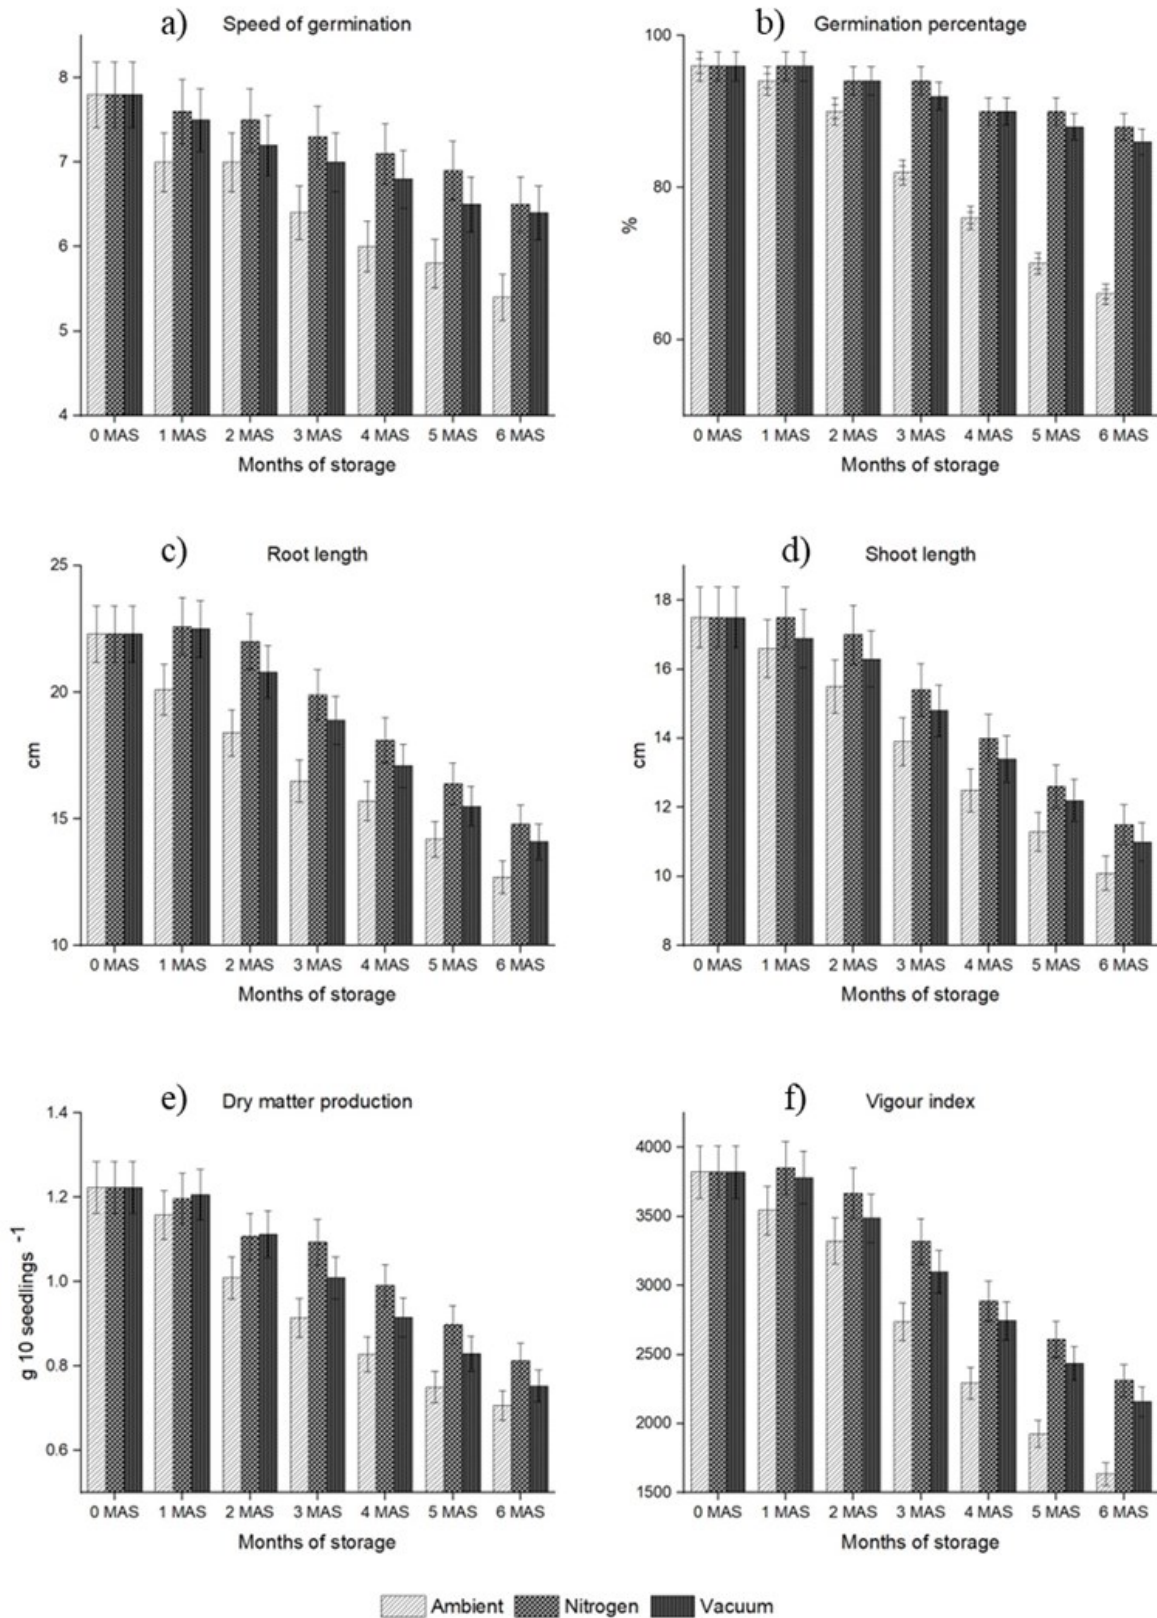 a) Speed of germination
8
7
6
5
4
0 MAS 1 MAS 2 MAS 3 MAS 4 MAS 5 MAS 6 MAS
Months of storage
b) Germination percentage
100
80
%
60
0 MAS 1 MAS 2 MAS 3 MAS 4 MAS 5 MAS 6 MAS
Months of storage
c) Root length
25
20
cm
15
10
0 MAS 1 MAS 2 MAS 3 MAS 4 MAS 5 MAS 6 MAS
Months of storage
d) Shoot length
18
16
14
cm
12
10
8
0 MAS 1 MAS 2 MAS 3 MAS 4 MAS 5 MAS 6 MAS
Months of storage
e) Dry matter production
1.4
1.2
1.0
g 10 seedlings -1
0.8
0.6
0 MAS 1 MAS 2 MAS 3 MAS 4 MAS 5 MAS 6 MAS
Months of storage
f) Vigour index
4000
3500
3000
2500
2000
1500
0 MAS 1 MAS 2 MAS 3 MAS 4 MAS 5 MAS 6 MAS
Months of storage
Ambient Nitrogen Vacuum